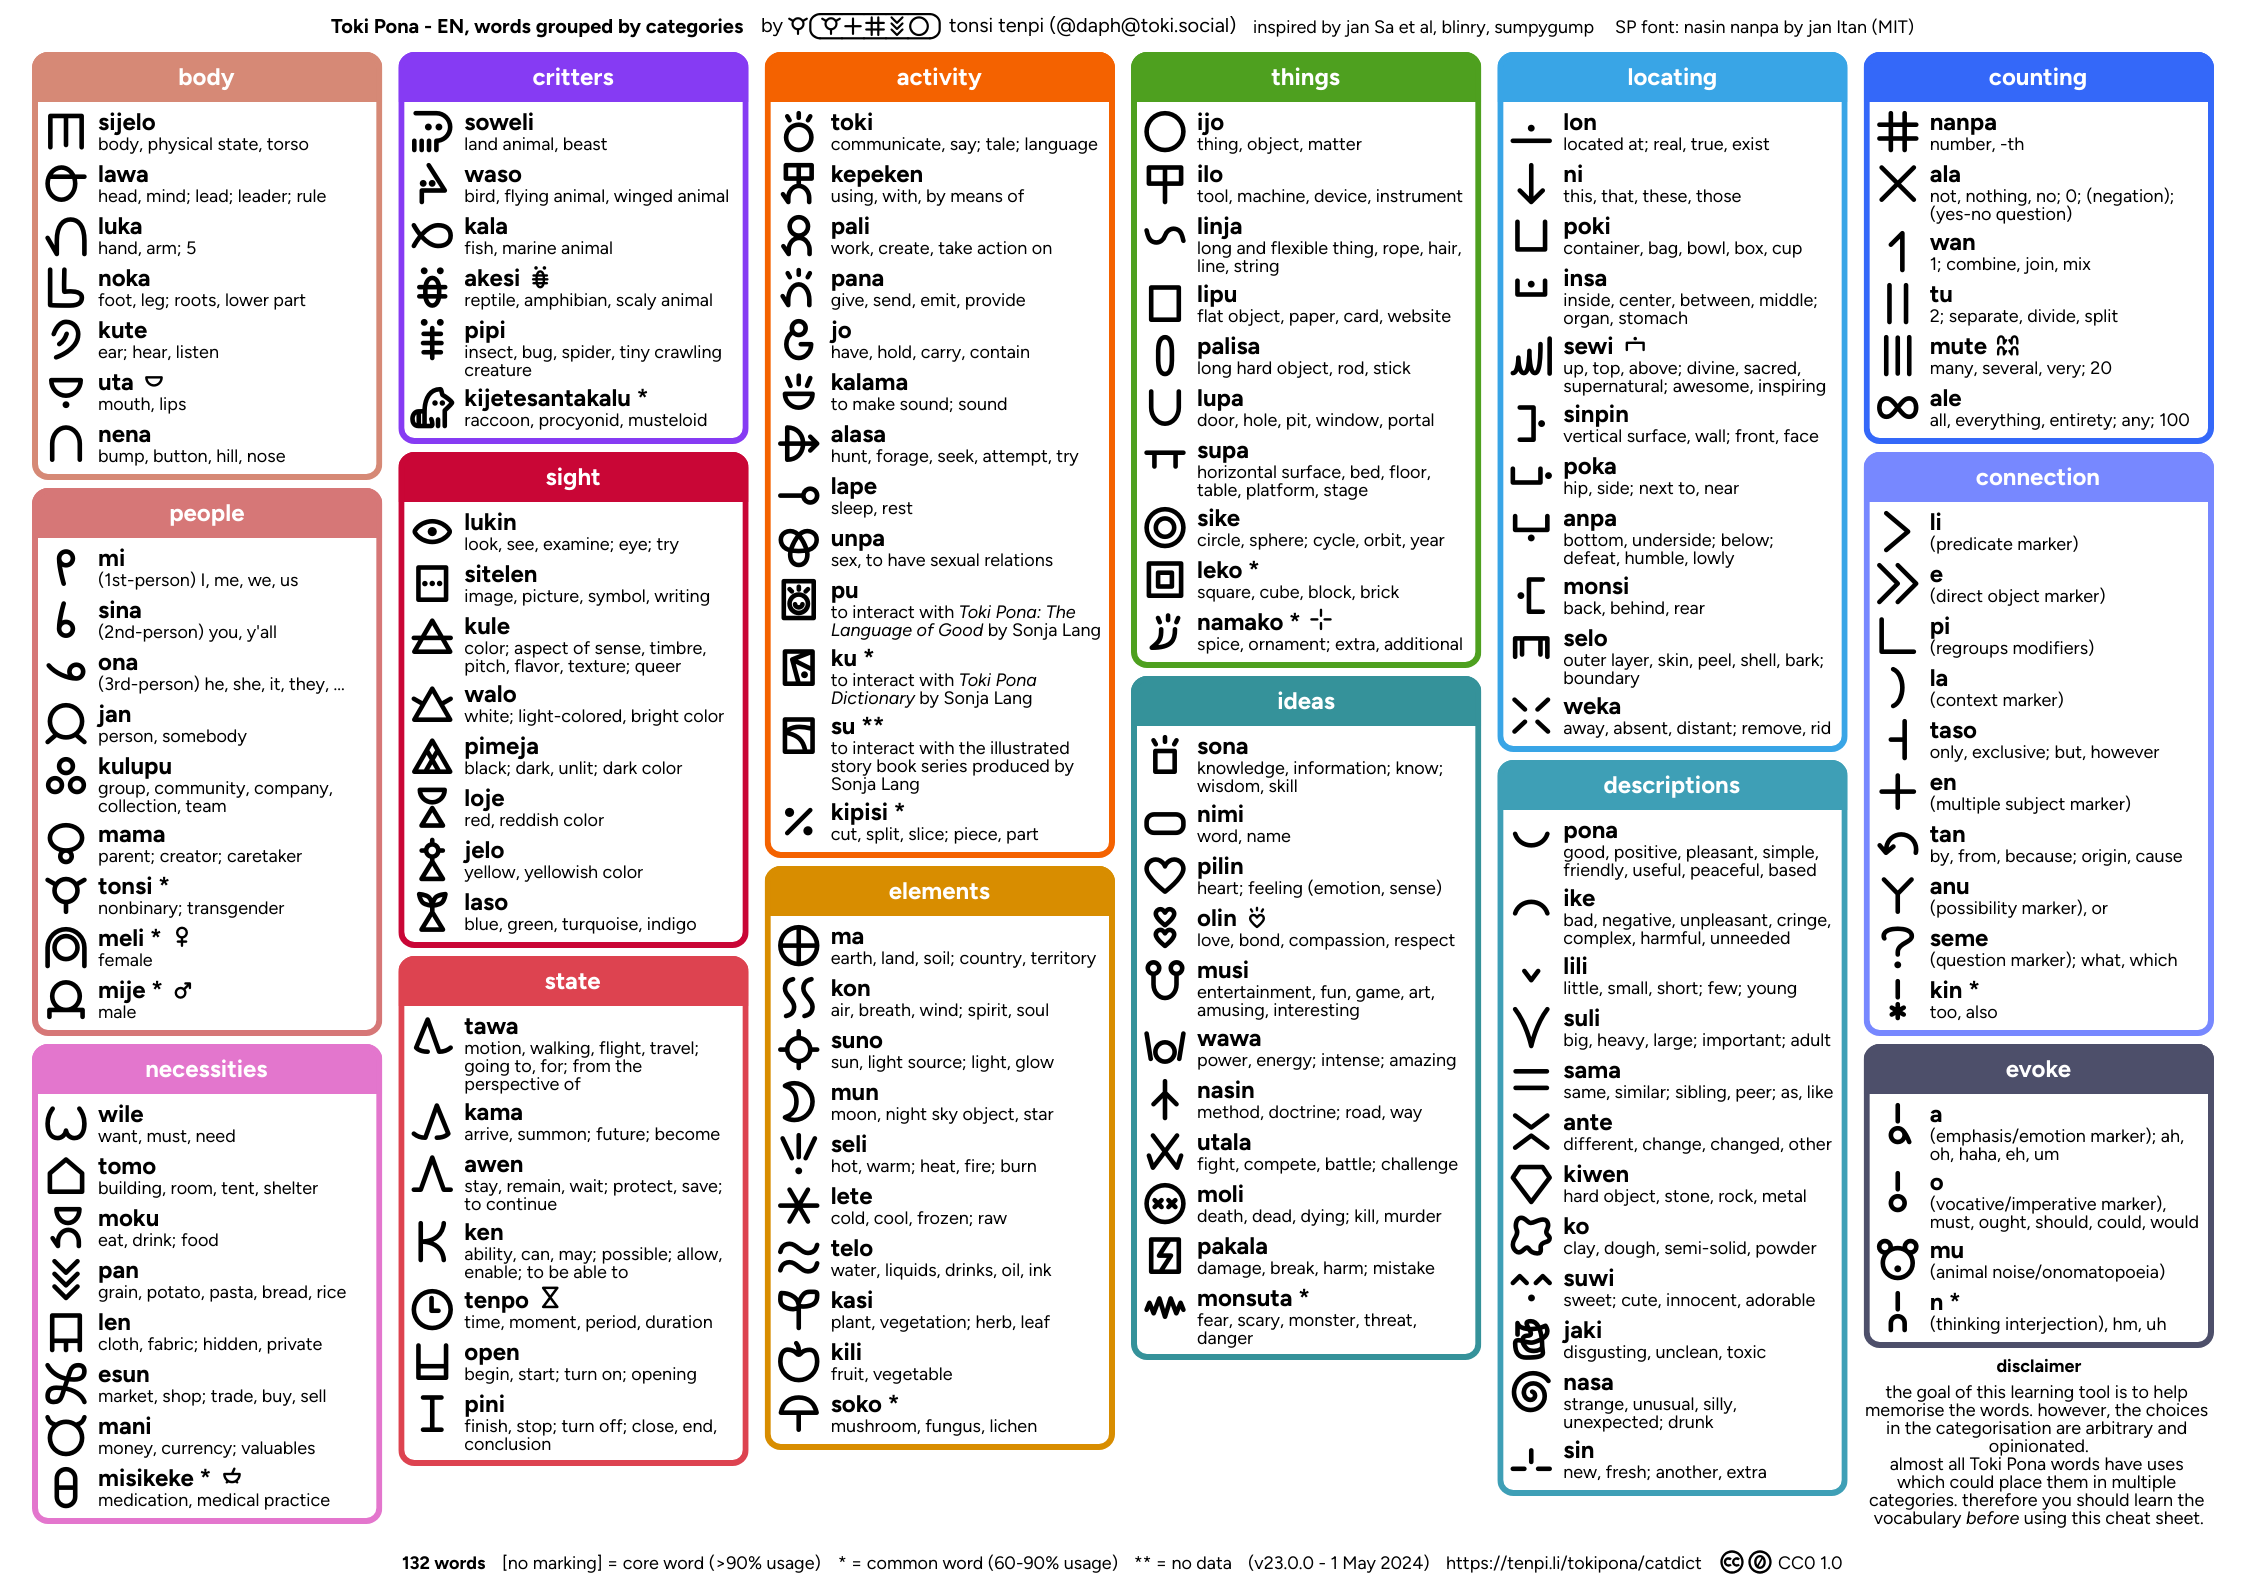 Toki Pona - EN, words grouped by categories by tonsi tenpi (@daph@toki.social) inspired by jan Sa et al, blinry, sumpygump SP font: nasin nanpa by jan Itan (MIT)
body
sijelo
body, physical state, torso
lawa
head, mind; lead; leader; rule
luka
hand, arm; 5
noka
foot, leg; roots, lower part
kute
ear; hear, listen
uta
mouth, lips
nena
bump, button, hill, nose
people
mi
(1st-person) I, me, we, us
sina
(2nd-person) you, y'all
ona
(3rd-person) he, she, it, they, ...
jan
person, somebody
kulupu
group, community, company,
collection, team
mama
parent; creator; caretaker
tonsi *
nonbinary; transgender
meli * ♀
female
mije * ♂
male
necessities
wile
want, must, need
tomo
building, room, tent, shelter
moku
eat, drink; food
pan
grain, potato, pasta, bread, rice
len
cloth, fabric; hidden, private
esun
market, shop; trade, buy, sell
mani
money, currency; valuables
misikeke *
medication, medical practice
critters
soweli
land animal, beast
waso
bird, flying animal, winged animal
kala
fish, marine animal
akesi
reptile, amphibian, scaly animal
pipi
insect, bug, spider, tiny crawling
creature
kijetesantakalu *
raccoon, procyonid, musteloid
sight
lukin
look, see, examine; eye; try
sitelen
image, picture, symbol, writing
kule
color; aspect of sense, timbre,
pitch, flavor, texture; queer
walo
white; light-colored, bright color
pimeja
black; dark, unlit; dark color
loje
red, reddish color
jelo
yellow, yellowish color
laso
blue, green, turquoise, indigo
state
tawa
motion, walking, flight, travel;
going to, for; from the
perspective of
kama
arrive, summon; future; become
awen
stay, remain, wait; protect, save;
to continue
ken
ability, can, may; possible; allow,
enable; to be able to
tenpo
time, moment, period, duration
open
begin, start; turn on; opening
pini
finish, stop; turn off; close, end,
conclusion
activity
toki
communicate, say; tale; language
kepeken
using, with, by means of
pali
work, create, take action on
pana
give, send, emit, provide
jo
have, hold, carry, contain
kalama
to make sound; sound
alasa
hunt, forage, seek, attempt, try
lape
sleep, rest
unpa
sex, to have sexual relations
pu
to interact with Toki Pona: The
Language of Good by Sonja Lang
ku *
to interact with Toki Pona
Dictionary by Sonja Lang
su **
to interact with the illustrated
story book series produced by
Sonja Lang
kipisi *
cut, split, slice; piece, part
elements
ma
earth, land, soil; country, territory
kon
air, breath, wind; spirit, soul
suno
sun, light source; light, glow
mun
moon, night sky object, star
seli
hot, warm; heat, fire; burn
lete
cold, cool, frozen; raw
telo
water, liquids, drinks, oil, ink
kasi
plant, vegetation; herb, leaf
kili
fruit, vegetable
soko *
mushroom, fungus, lichen
things
ijo
thing, object, matter
ilo
tool, machine, device, instrument
linja
long and flexible thing, rope, hair,
line, string
lipu
flat object, paper, card, website
palisa
long hard object, rod, stick
lupa
door, hole, pit, window, portal
supa
horizontal surface, bed, floor,
table, platform, stage
sike
circle, sphere; cycle, orbit, year
leko *
square, cube, block, brick
namako *
spice, ornament; extra, additional
ideas
sona
knowledge, information; know;
wisdom, skill
nimi
word, name
pilin
heart; feeling (emotion, sense)
olin
love, bond, compassion, respect
musi
entertainment, fun, game, art,
amusing, interesting
wawa
power, energy; intense; amazing
nasin
method, doctrine; road, way
utala
fight, compete, battle; challenge
moli
death, dead, dying; kill, murder
pakala
damage, break, harm; mistake
monsuta *
fear, scary, monster, threat,
danger
locating
lon
located at; real, true, exist
ni
this, that, these, those
poki
container, bag, bowl, box, cup
insa
inside, center, between, middle;
organ, stomach
sewi
up, top, above; divine, sacred,
supernatural; awesome, inspiring
sinpin
vertical surface, wall; front, face
poka
hip, side; next to, near
anpa
bottom, underside; below;
defeat, humble, lowly
monsi
back, behind, rear
selo
outer layer, skin, peel, shell, bark;
boundary
weka
away, absent, distant; remove, rid
descriptions
pona
good, positive, pleasant, simple,
friendly, useful, peaceful, based
ike
bad, negative, unpleasant, cringe,
complex, harmful, unneeded
lili
little, small, short; few; young
suli
big, heavy, large; important; adult
sama
same, similar; sibling, peer; as, like
ante
different, change, changed, other
kiwen
hard object, stone, rock, metal
ko
clay, dough, semi-solid, powder
suwi
sweet; cute, innocent, adorable
jaki
disgusting, unclean, toxic
nasa
strange, unusual, silly,
unexpected; drunk
sin
new, fresh; another, extra
counting
nanpa
number, -th
ala
not, nothing, no; 0; (negation);
(yes-no question)
wan
1; combine, join, mix
tu
2; separate, divide, split
mute
many, several, very; 20
ale
all, everything, entirety; any; 100
connection
li
(predicate marker)
e
(direct object marker)
pi
(regroups modifiers)
la
(context marker)
taso
only, exclusive; but, however
en
(multiple subject marker)
tan
by, from, because; origin, cause
anu
(possibility marker), or
seme
(question marker); what, which
kin *
too, also
evoke
a
(emphasis/emotion marker); ah,
oh, haha, eh, um
o
(vocative/imperative marker),
must, ought, should, could, would
mu
(animal noise/onomatopoeia)
n *
(thinking interjection), hm, uh
disclaimer
the goal of this learning tool is to help
memorise the words. however, the choices
in the categorisation are arbitrary and
opinionated.
almost all Toki Pona words have uses
which could place them in multiple
categories. therefore you should learn the
vocabulary before using this cheat sheet.
132 words [no marking] = core word (>90% usage) * = common word (60-90% usage) ** = no data (v23.0.0 - 1 May 2024) https://tenpi.li/tokipona/catdict CC0 1.0